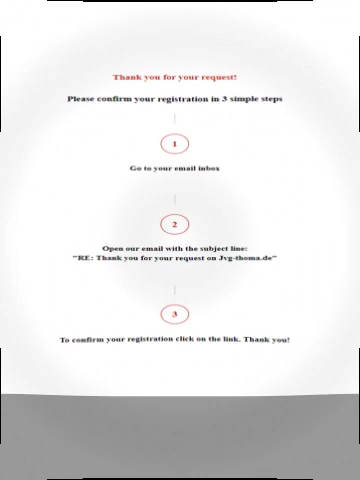 Thank you for your request!
Please confirm your registration in 3 simple steps
1
Go to your email inbox
2
Open our email with the subject line:
"RE: Thank you for your request on Jvg-thoma.de"
3
To confirm your registration click on the link. Thank you!